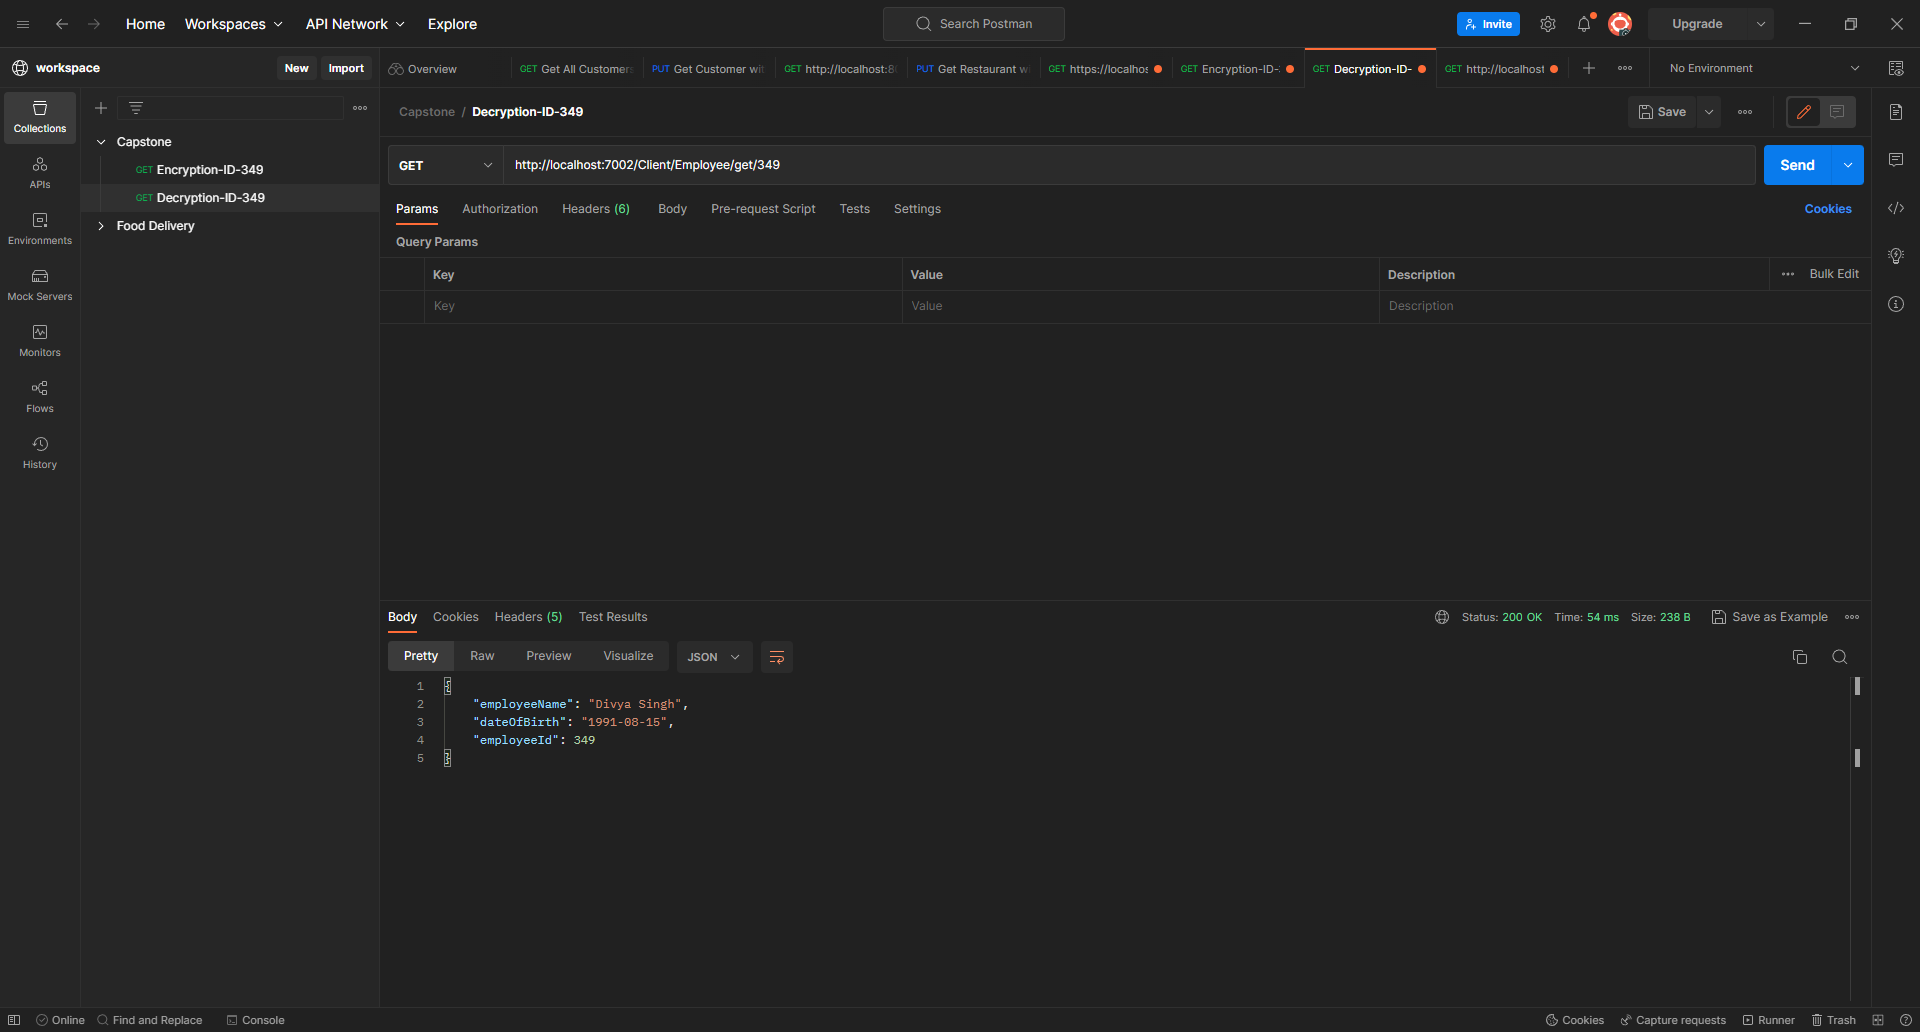 Home Workspaces API Network Explore Search Postman Invite Upgrade
workspace New Import Overview GET Get All Customers PUT Get Customer wit GET http://localhost:8 PUT Get Restaurant w GET https://localhos GET Encryption-ID- GET Decryption-ID- GET http://localhost No Environment
Collections
APIs
Environments
Mock Servers
Monitors
Flows
History
Capstone
GET Encryption-ID-349
GET Decryption-ID-349
Food Delivery
Capstone / Decryption-ID-349 Save
GET http://localhost:7002/Client/Employee/get/349 Send
Params Authorization Headers (6) Body Pre-request Script Tests Settings Cookies
Query Params
Key Value Description Bulk Edit
Key Value Description
Body Cookies Headers (5) Test Results Status: 200 OK Time: 54 ms Size: 238 B Save as Example
Pretty Raw Preview Visualize JSON
1 {
2 "employeeName": "Divya Singh",
3 "dateOfBirth": "1991-08-15",
4 "employeeId": 349
5 }
Online Find and Replace Console Cookies Capture requests Runner Trash